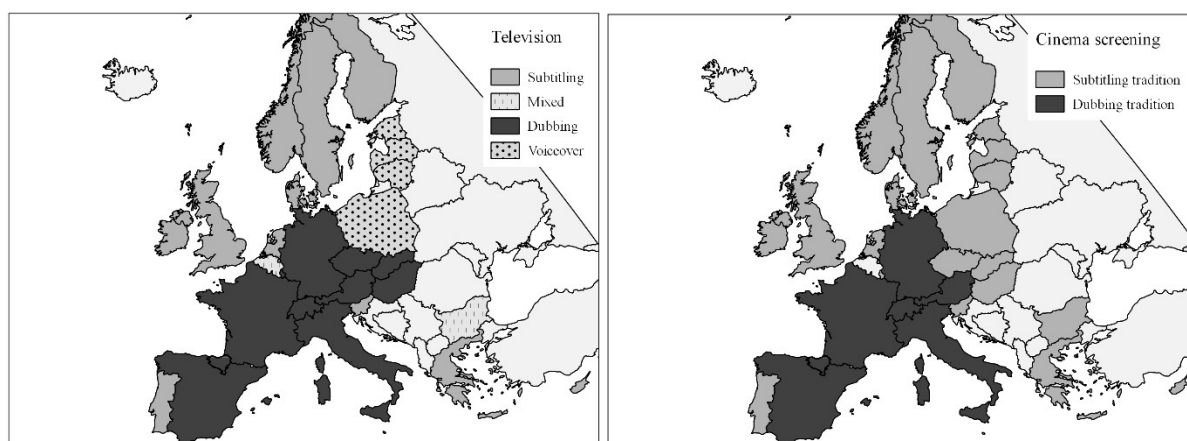 Television
Subtitling
Mixed
Dubbing
Voiceover
Cinema screening
Subtitling tradition
Dubbing tradition